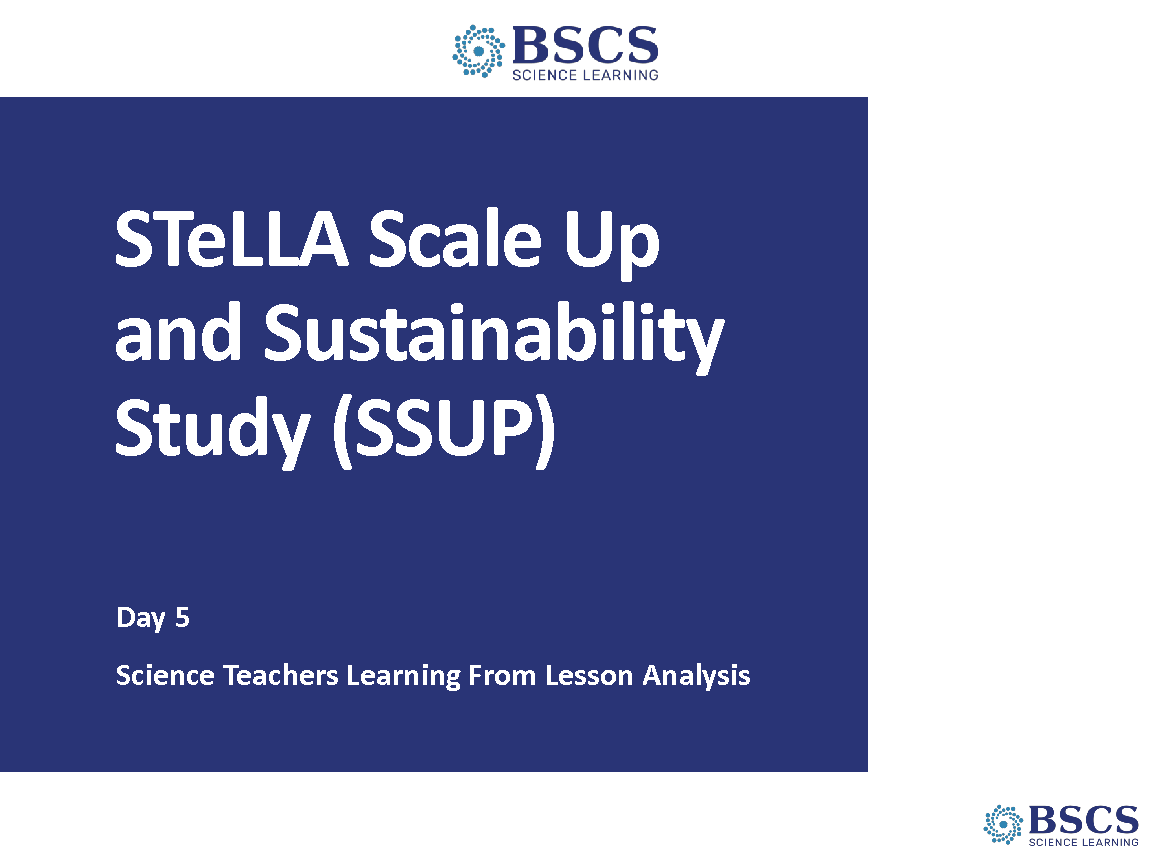 BSCS
SCIENCE LEARNING
STeLLA Scale Up
and Sustainability
Study (SSUP)
Day 5
Science Teachers Learning From Lesson Analysis
BSCS
SCIENCE LEARNING